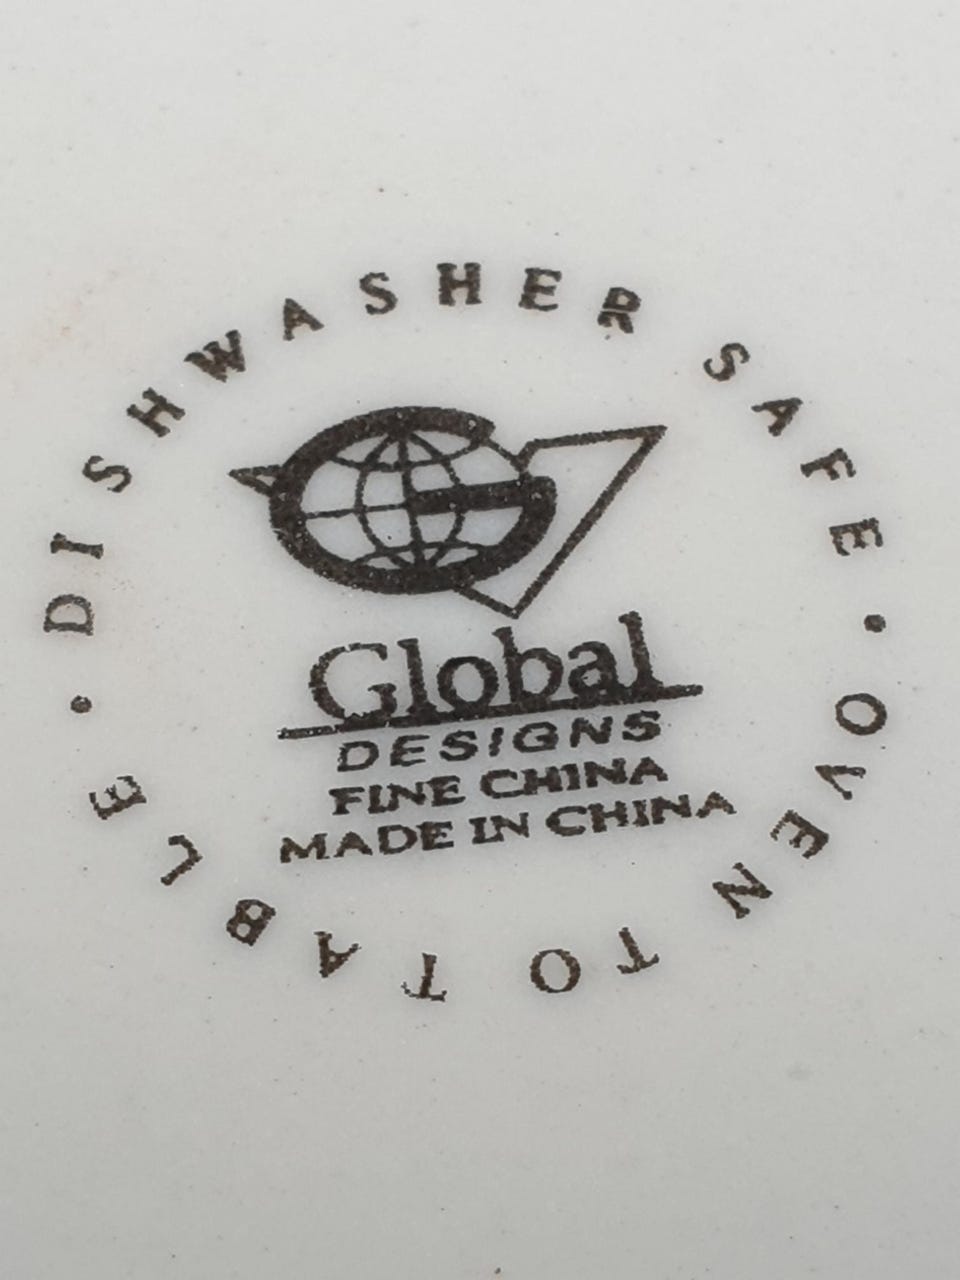 DISHWASHER SAFE • OVEN TO TABLE •
Global
DESIGNS
FINE CHINA
MADE IN CHINA